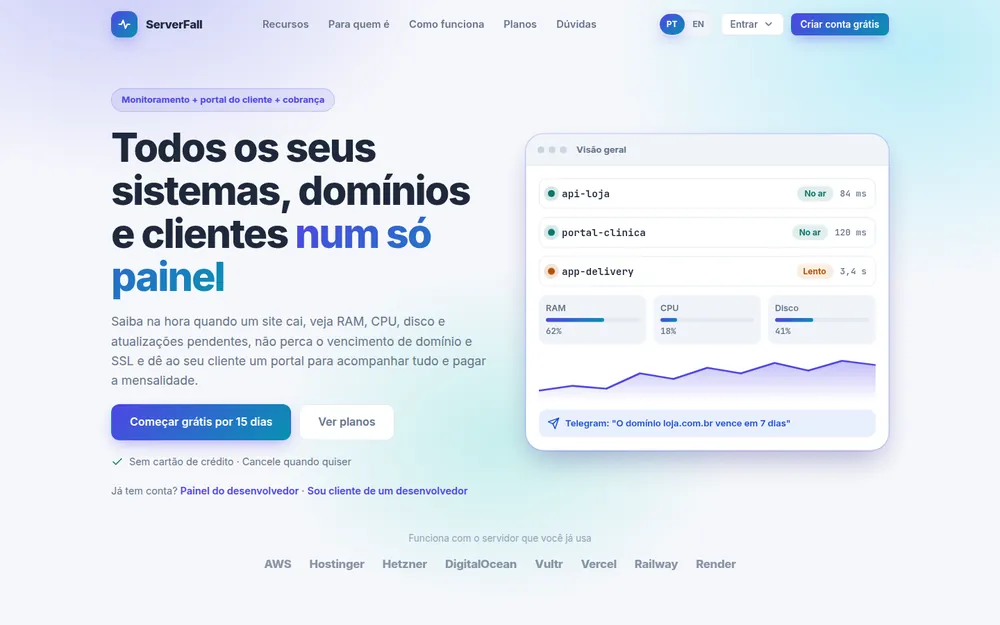 ServerFall
Recursos
Para quem é
Como funciona
Planos
Dúvidas
PT
EN
Entrar
Criar conta grátis
Monitoramento + portal do cliente + cobrança
Todos os seus
sistemas, domínios
e clientes num só
painel
Saiba na hora quando um site cai, veja RAM, CPU, disco e
atualizações pendentes, não perca o vencimento de domínio e
SSL e dê ao seu cliente um portal para acompanhar tudo e pagar
a mensalidade.
Começar grátis por 15 dias
Ver planos
Sem cartão de crédito · Cancele quando quiser
Já tem conta? Painel do desenvolvedor · Sou cliente de um desenvolvedor
Visão geral
api-loja
No ar
84 ms
portal-clinica
No ar
120 ms
app-delivery
Lento
3,4 s
RAM
62%
CPU
18%
Disco
41%
Telegram: "O domínio loja.com.br vence em 7 dias"
Funciona com o servidor que você já usa
AWS
Hostinger
Hetzner
DigitalOcean
Vultr
Vercel
Railway
Render